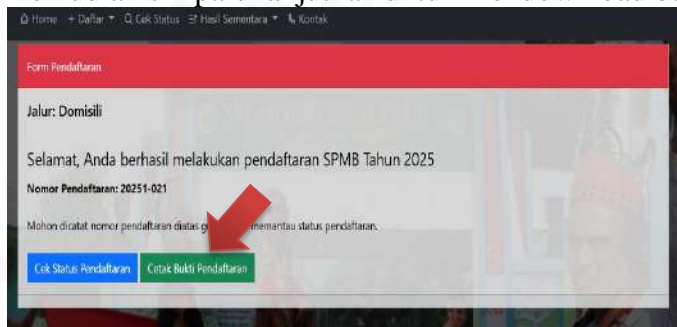 Home + Daftar Cek Status Hasil Sementara Kontak
Form Pendaftaran
Jalur: Domisili
Selamat, Anda berhasil melakukan pendaftaran SPMB Tahun 2025
Nomor Pendaftaran: 20251-021
Mohon dicatat nomor pendaftaran diatas memantau status pendaftaran.
Cek Status Pendaftaran Cetak Bukti Pendaftaran